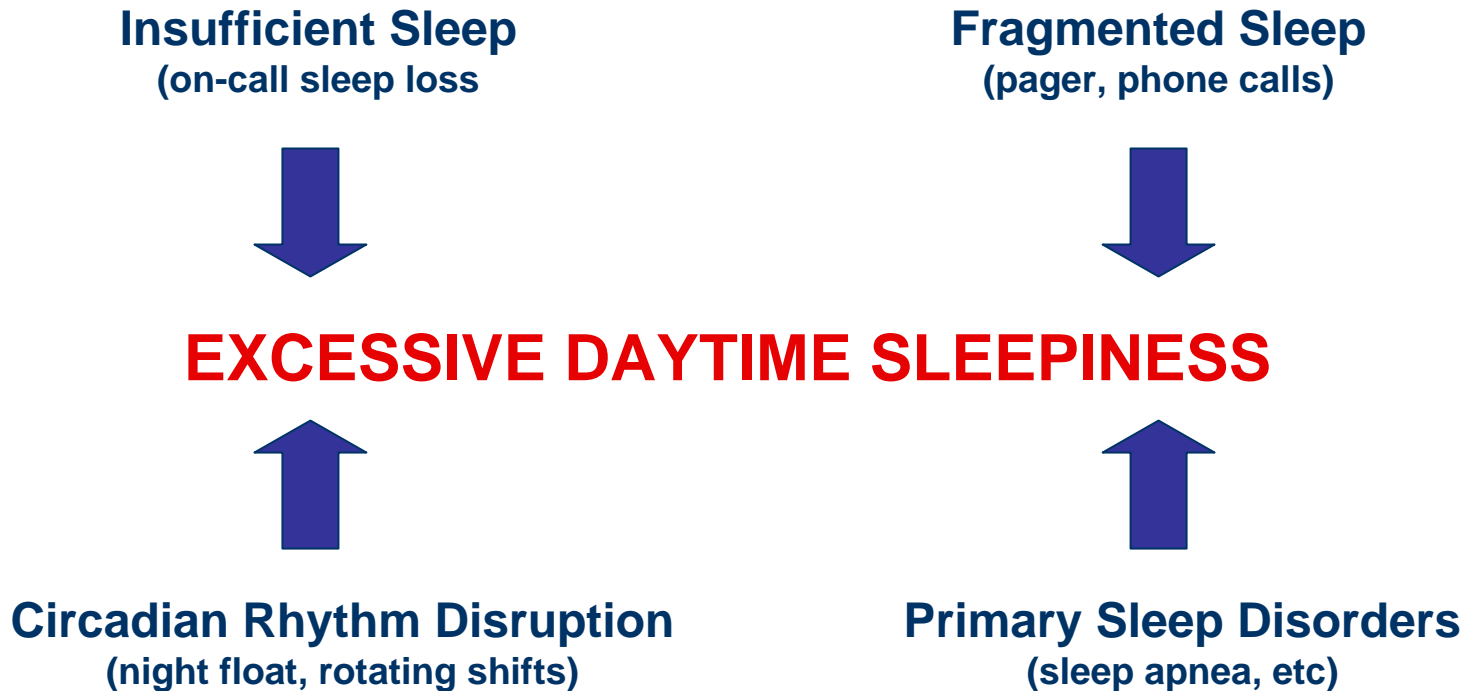 Insufficient Sleep
(on-call sleep loss
Fragmented Sleep
(pager, phone calls)
EXCESSIVE DAYTIME SLEEPINESS
Circadian Rhythm Disruption
(night float, rotating shifts)
Primary Sleep Disorders
(sleep apnea, etc)